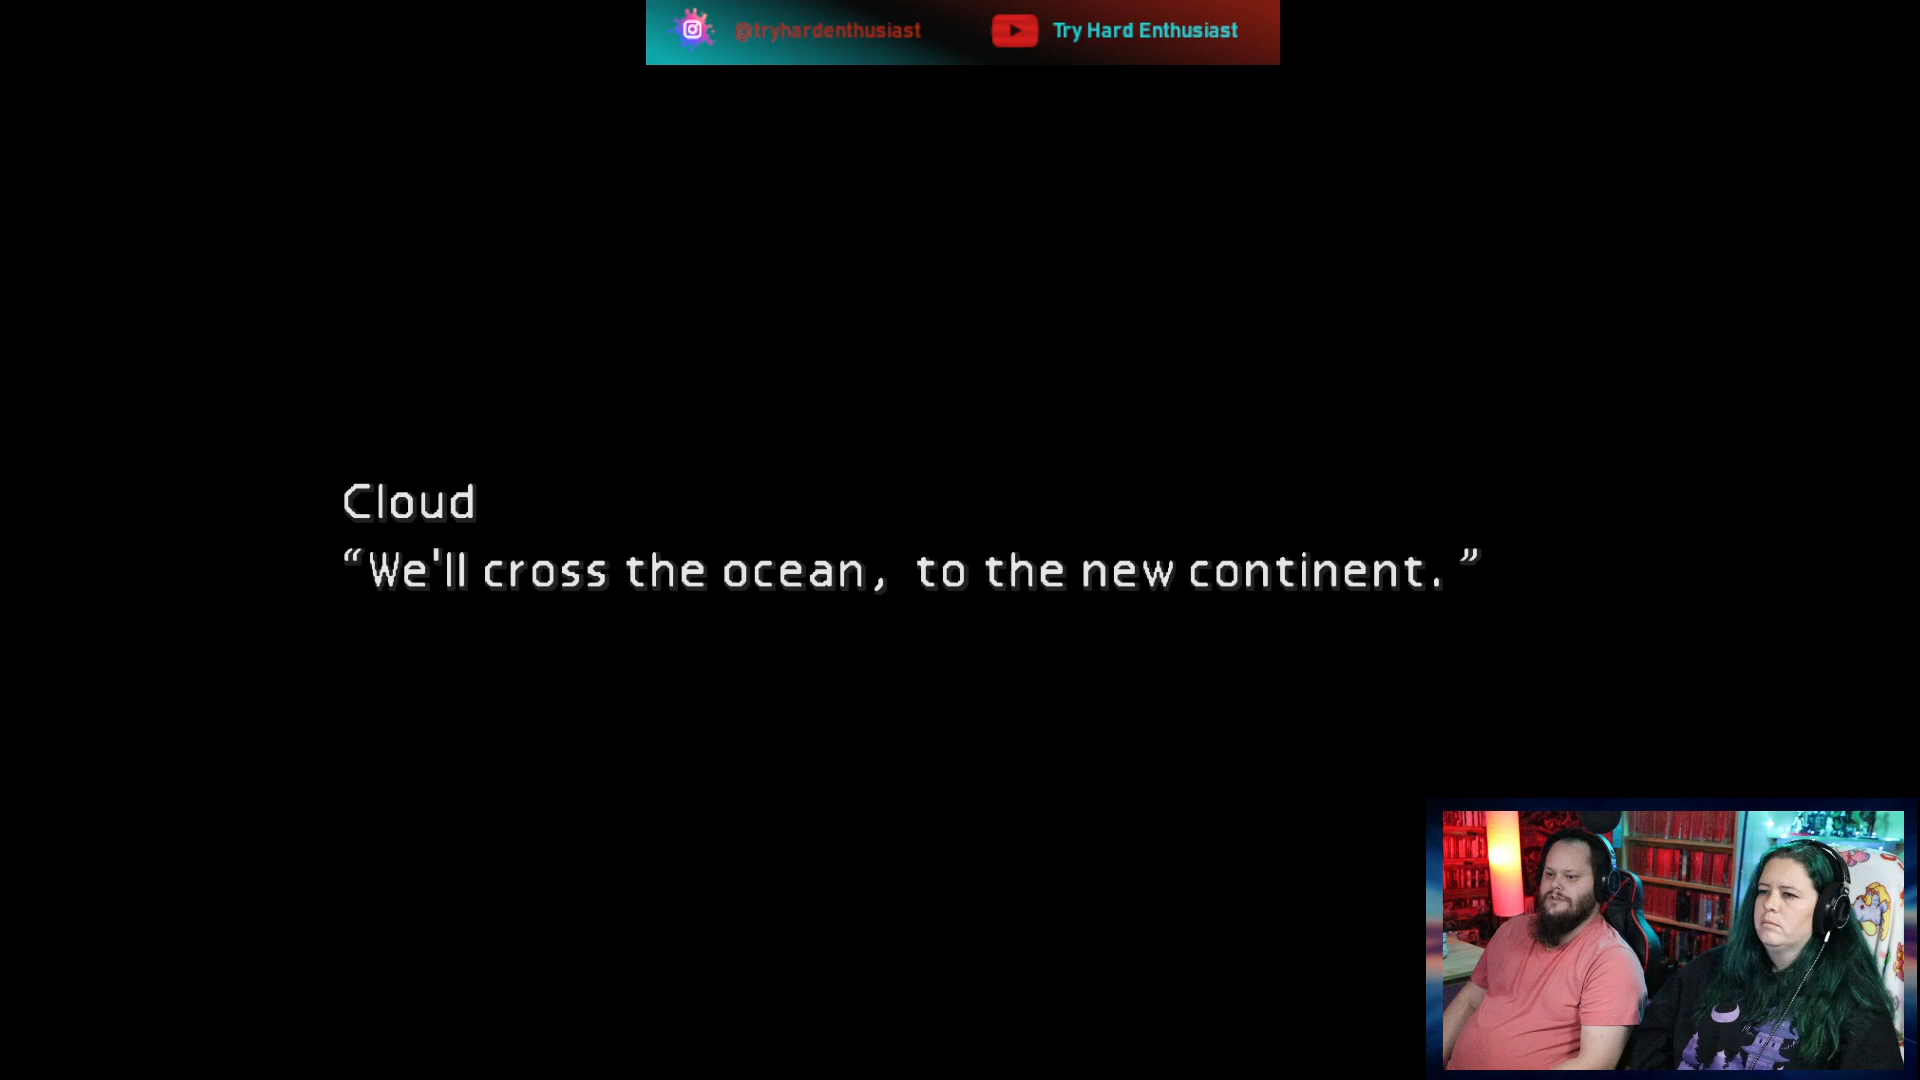 @tryhardenthusiast
Try Hard Enthusiast
Cloud
“We'll cross the ocean, to the new continent.”